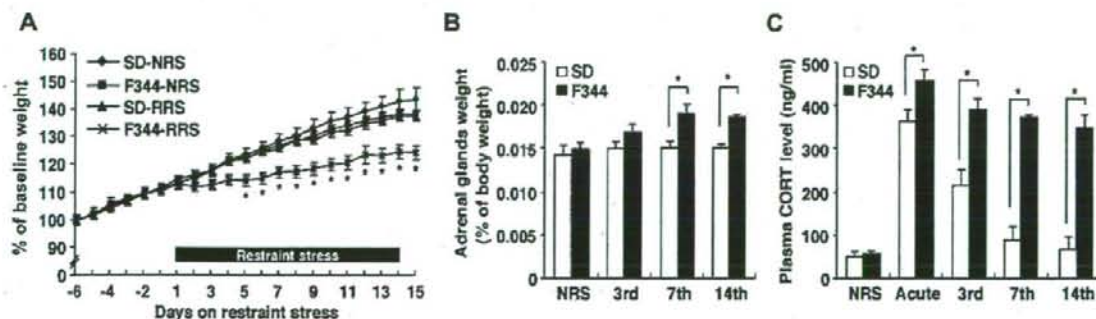 A
% of baseline weight
160
150
140
130
120
110
100
90
80
0
SD-NRS
F344-NRS
SD-RRS
F344-RRS
* * * * * * * * * * *
Restraint stress
-6 -4 -2 1 3 5 7 9 11 13 15
Days on restraint stress
B
Adrenal glands weight
(% of body weight)
0.025
0.020
0.015
0.010
0.005
0
SD
F344
* *
NRS 3rd 7th 14th
C
Plasma CORT level (ng/ml)
500
400
300
200
100
0
SD
F344
* * * *
NRS Acute 3rd 7th 14th